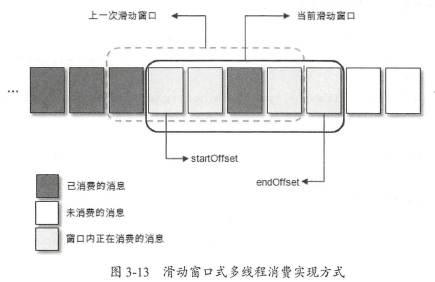 上一次滑动窗口 当前滑动窗口
... ...
startOffset
endOffset
已消费的消息
未消费的消息
窗口内正在消费的消息
图 3-13 滑动窗口式多线程消费实现方式